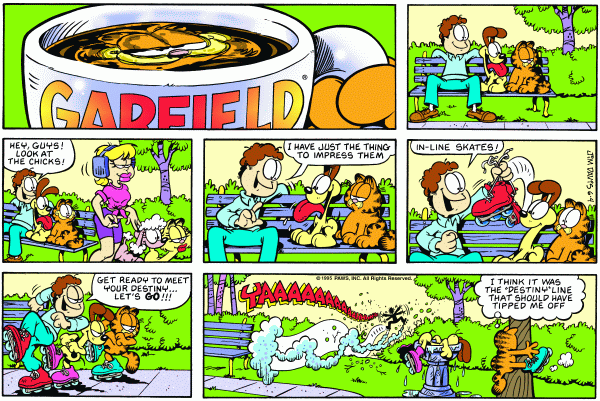 GARFIELD
®
HEY, GUYS!
LOOK AT
THE CHICKS!
I HAVE JUST THE THING
TO IMPRESS THEM
IN-LINE SKATES!
JIM DAVIS 6-4
GET READY TO MEET
YOUR DESTINY...
LET'S GO!!!
© 1995 PAWS, INC. All Rights Reserved.
I THINK IT WAS
THE "DESTINY" LINE
THAT SHOULD HAVE
TIPPED ME OFF